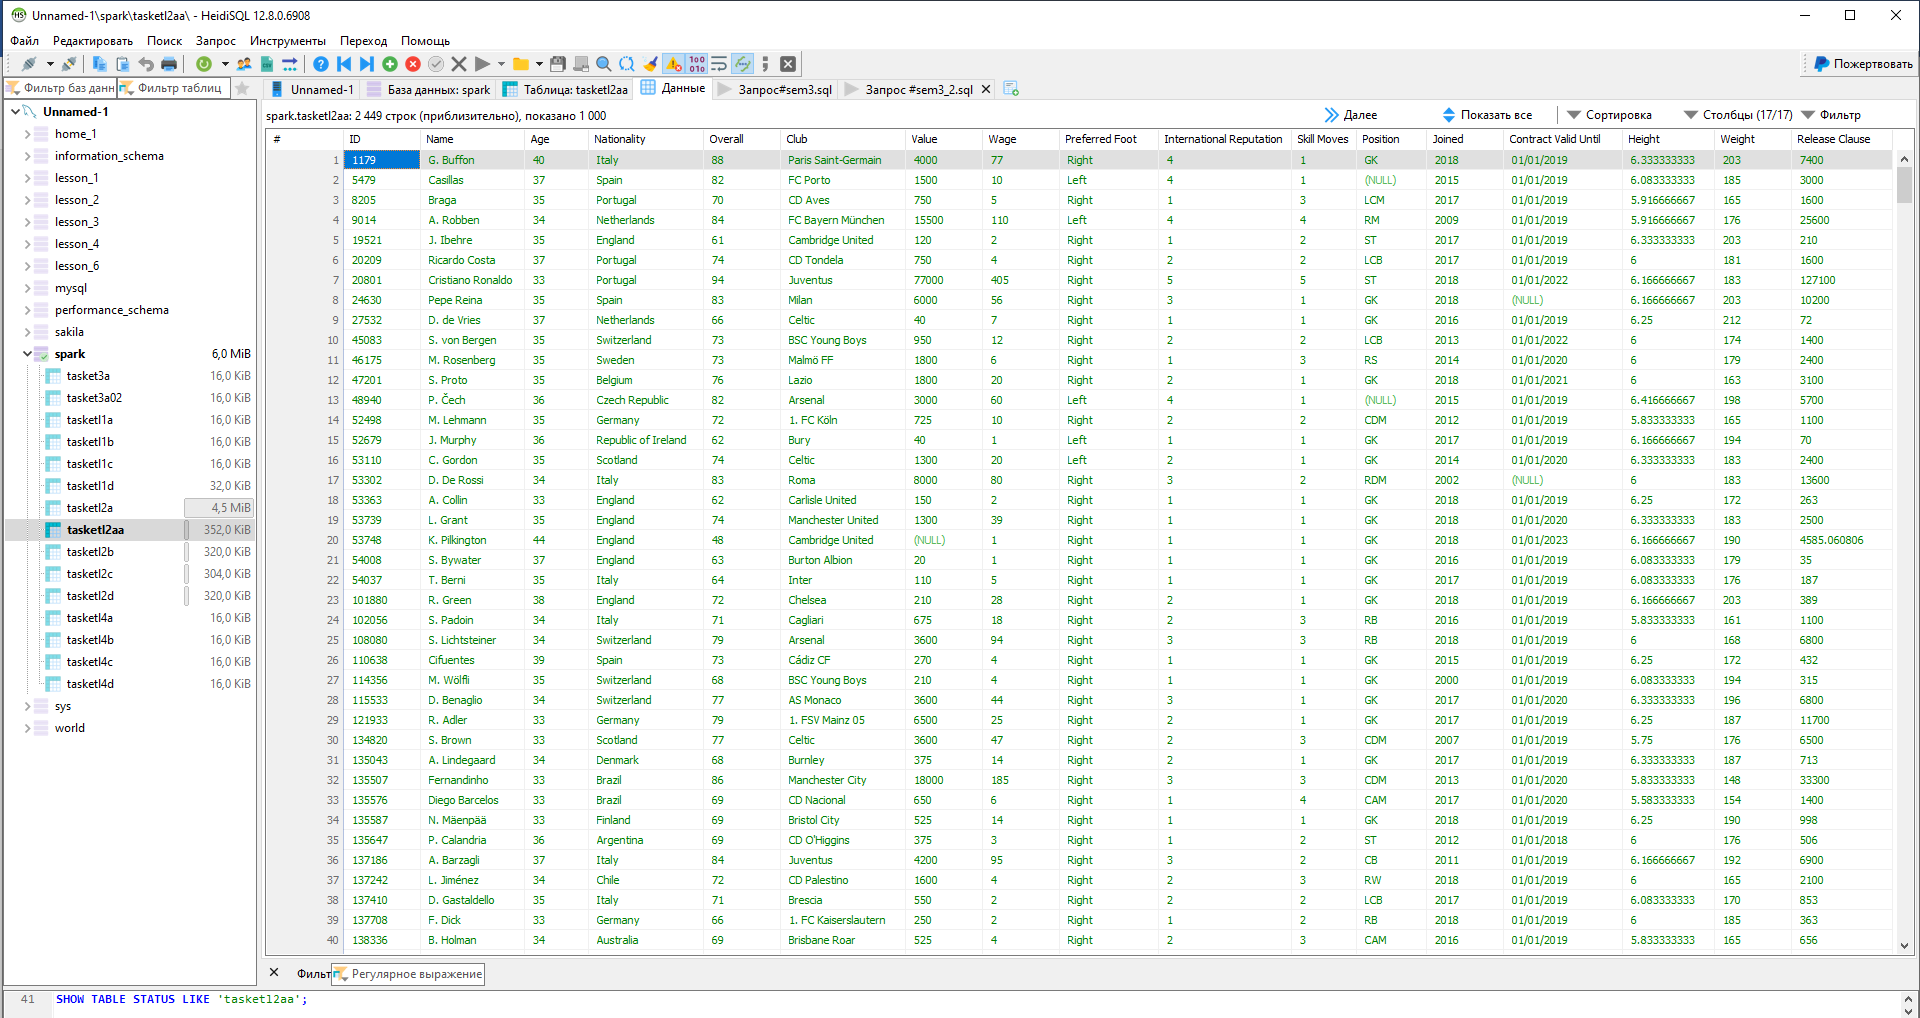 Unnamed-1\spark\tasketl2aa\ - HeidiSQL 12.8.0.6908
Файл Редактировать Поиск Запрос Инструменты Переход Помощь
Пожертвовать
Фильтр баз данн Фильтр таблиц
Unnamed-1 База данных: spark Таблица: tasketl2aa Данные Запрос#sem3.sql Запрос #sem3_2.sql
Unnamed-1
home_1
information_schema
lesson_1
lesson_2
lesson_3
lesson_4
lesson_6
mysql
performance_schema
sakila
spark 6,0 MiB
tasket3a 16,0 KiB
tasket3a02 16,0 KiB
tasketl1a 16,0 KiB
tasketl1b 16,0 KiB
tasketl1c 16,0 KiB
tasketl1d 32,0 KiB
tasketl2a 4,5 MiB
tasketl2aa 352,0 KiB
tasketl2b 320,0 KiB
tasketl2c 304,0 KiB
tasketl2d 320,0 KiB
tasketl4a 16,0 KiB
tasketl4b 16,0 KiB
tasketl4c 16,0 KiB
tasketl4d 16,0 KiB
sys
world
spark.tasketl2aa: 2 449 строк (приблизительно), показано 1 000 Далее Показать все Сортировка Столбцы (17/17) Фильтр
# ID Name Age Nationality Overall Club Value Wage Preferred Foot International Reputation Skill Moves Position Joined Contract Valid Until Height Weight Release Clause
1 1179 G. Buffon 40 Italy 88 Paris Saint-Germain 4000 77 Right 4 1 GK 2018 01/01/2019 6.333333333 203 7400
2 5479 Casillas 37 Spain 82 FC Porto 1500 10 Left 4 1 (NULL) 2015 01/01/2019 6.083333333 185 3000
3 8205 Braga 35 Portugal 70 CD Aves 750 5 Right 1 3 LCM 2017 01/01/2019 5.916666667 165 1600
4 9014 A. Robben 34 Netherlands 84 FC Bayern München 15500 110 Left 4 4 RM 2009 01/01/2019 5.916666667 176 25600
5 19521 J. Ibehre 35 England 61 Cambridge United 120 2 Right 1 2 ST 2017 01/01/2019 6.333333333 203 210
6 20209 Ricardo Costa 37 Portugal 74 CD Tondela 750 4 Right 2 2 LCB 2017 01/01/2019 6 181 1600
7 20801 Cristiano Ronaldo 33 Portugal 94 Juventus 77000 405 Right 5 5 ST 2018 01/01/2022 6.166666667 183 127100
8 24630 Pepe Reina 35 Spain 83 Milan 6000 56 Right 3 1 GK 2018 (NULL) 6.166666667 203 10200
9 27532 D. de Vries 37 Netherlands 66 Celtic 40 7 Right 1 1 GK 2016 01/01/2019 6.25 212 72
10 45083 S. von Bergen 35 Switzerland 73 BSC Young Boys 950 12 Right 2 2 LCB 2013 01/01/2022 6 174 1400
11 46175 M. Rosenberg 35 Sweden 73 Malmö FF 1800 6 Right 1 3 RS 2014 01/01/2020 6 179 2400
12 47201 S. Proto 35 Belgium 76 Lazio 1800 20 Right 2 1 GK 2018 01/01/2021 6 163 3100
13 48940 P. Čech 36 Czech Republic 82 Arsenal 3000 60 Left 4 1 (NULL) 2015 01/01/2019 6.416666667 198 5700
14 52498 M. Lehmann 35 Germany 72 1. FC Köln 725 10 Right 2 2 CDM 2012 01/01/2019 5.833333333 165 1100
15 52679 J. Murphy 36 Republic of Ireland 62 Bury 40 1 Left 1 1 GK 2017 01/01/2019 6.166666667 194 70
16 53110 C. Gordon 35 Scotland 74 Celtic 1300 20 Left 2 1 GK 2014 01/01/2020 6.333333333 183 2400
17 53302 D. De Rossi 34 Italy 83 Roma 8000 80 Right 3 2 RDM 2002 (NULL) 6 183 13600
18 53363 A. Collin 33 England 62 Carlisle United 150 2 Right 1 1 GK 2018 01/01/2019 6.25 172 263
19 53739 L. Grant 35 England 74 Manchester United 1300 39 Right 1 1 GK 2018 01/01/2020 6.333333333 183 2500
20 53748 K. Pilkington 44 England 48 Cambridge United (NULL) 1 Right 1 1 GK 2018 01/01/2023 6.166666667 190 4585.060806
21 54008 S. Bywater 37 England 63 Burton Albion 20 1 Right 1 1 GK 2016 01/01/2019 6.083333333 179 35
22 54037 T. Berni 35 Italy 64 Inter 110 5 Right 1 1 GK 2017 01/01/2019 6.083333333 176 187
23 101880 R. Green 38 England 72 Chelsea 210 28 Right 2 1 GK 2018 01/01/2019 6.166666667 203 389
24 102056 S. Padoin 34 Italy 71 Cagliari 675 18 Right 2 3 RB 2016 01/01/2019 5.833333333 161 1100
25 108080 S. Lichtsteiner 34 Switzerland 79 Arsenal 3600 94 Right 3 3 RB 2018 01/01/2019 6 168 6800
26 110638 Cifuentes 39 Spain 73 Cádiz CF 270 4 Right 1 1 GK 2015 01/01/2019 6.25 172 432
27 114356 M. Wölfli 35 Switzerland 68 BSC Young Boys 210 4 Right 1 1 GK 2000 01/01/2019 6.083333333 194 315
28 115533 D. Benaglio 34 Switzerland 77 AS Monaco 3600 44 Right 3 1 GK 2017 01/01/2020 6.333333333 196 6800
29 121933 R. Adler 33 Germany 79 1. FSV Mainz 05 6500 25 Right 2 1 GK 2017 01/01/2019 6.25 187 11700
30 134820 S. Brown 33 Scotland 77 Celtic 3600 47 Right 2 3 CDM 2007 01/01/2019 5.75 176 6500
31 135043 A. Lindegaard 34 Denmark 68 Burnley 375 14 Right 2 1 GK 2017 01/01/2019 6.333333333 187 713
32 135507 Fernandinho 33 Brazil 86 Manchester City 18000 185 Right 3 3 CDM 2013 01/01/2020 5.833333333 148 33300
33 135576 Diego Barcelos 33 Brazil 69 CD Nacional 650 6 Right 1 4 CAM 2017 01/01/2020 5.583333333 154 1400
34 135587 N. Mäenpää 33 Finland 69 Bristol City 525 14 Right 1 1 GK 2018 01/01/2019 6.25 190 998
35 135647 P. Calandria 36 Argentina 69 CD O'Higgins 375 3 Right 1 2 ST 2012 01/01/2018 6 176 506
36 137186 A. Barzagli 37 Italy 84 Juventus 4200 95 Right 3 2 CB 2011 01/01/2019 6.166666667 192 6900
37 137242 L. Jiménez 34 Chile 72 CD Palestino 1600 4 Right 2 3 RW 2018 01/01/2019 6 165 2100
38 137410 D. Gastaldello 35 Italy 71 Brescia 550 2 Right 2 2 LCB 2017 01/01/2019 6.083333333 170 853
39 137708 F. Dick 33 Germany 66 1. FC Kaiserslautern 250 2 Right 1 2 RB 2018 01/01/2019 6 185 363
40 138336 B. Holman 34 Australia 69 Brisbane Roar 525 4 Right 2 3 CAM 2016 01/01/2019 5.833333333 165 656
Фильт Регулярное выражение
41 SHOW TABLE STATUS LIKE 'tasketl2aa';